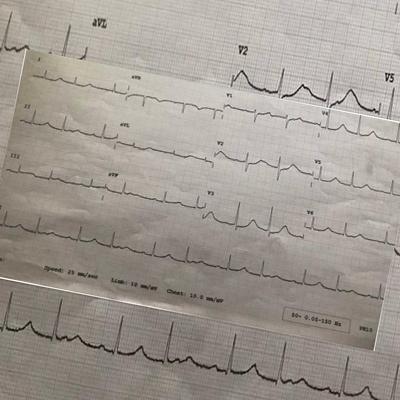 aVL
V2
V5
I
aVR
V1
V4
II
aVL
V2
V5
III
aVF
V3
V6
Speed: 25 mm/sec Limb: 10 mm/mV Chest: 10.0 mm/mV
50~ 0.05-150 Hz